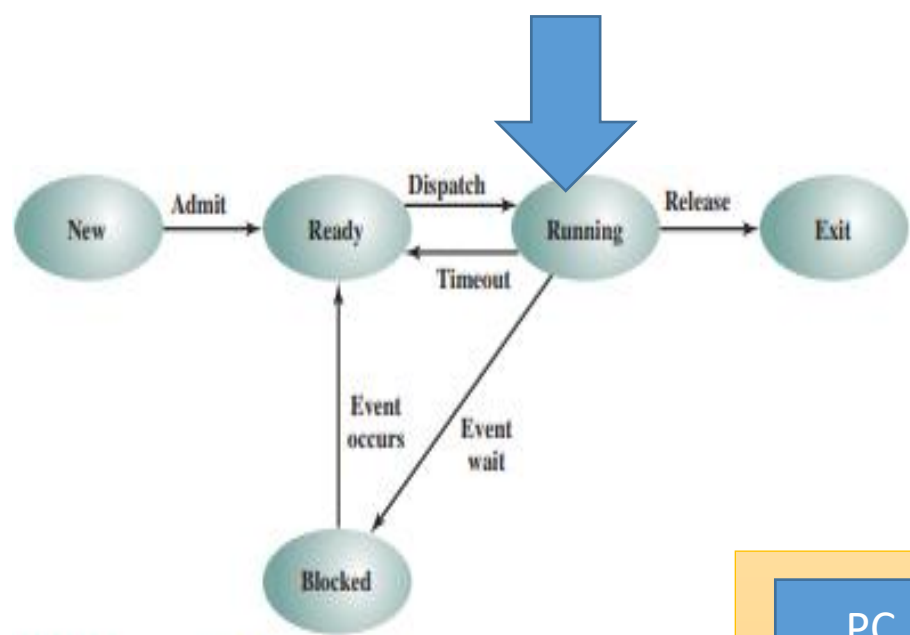 New
Admit
Ready
Dispatch
Timeout
Running
Release
Exit
Event
occurs
Event
wait
Blocked
PC